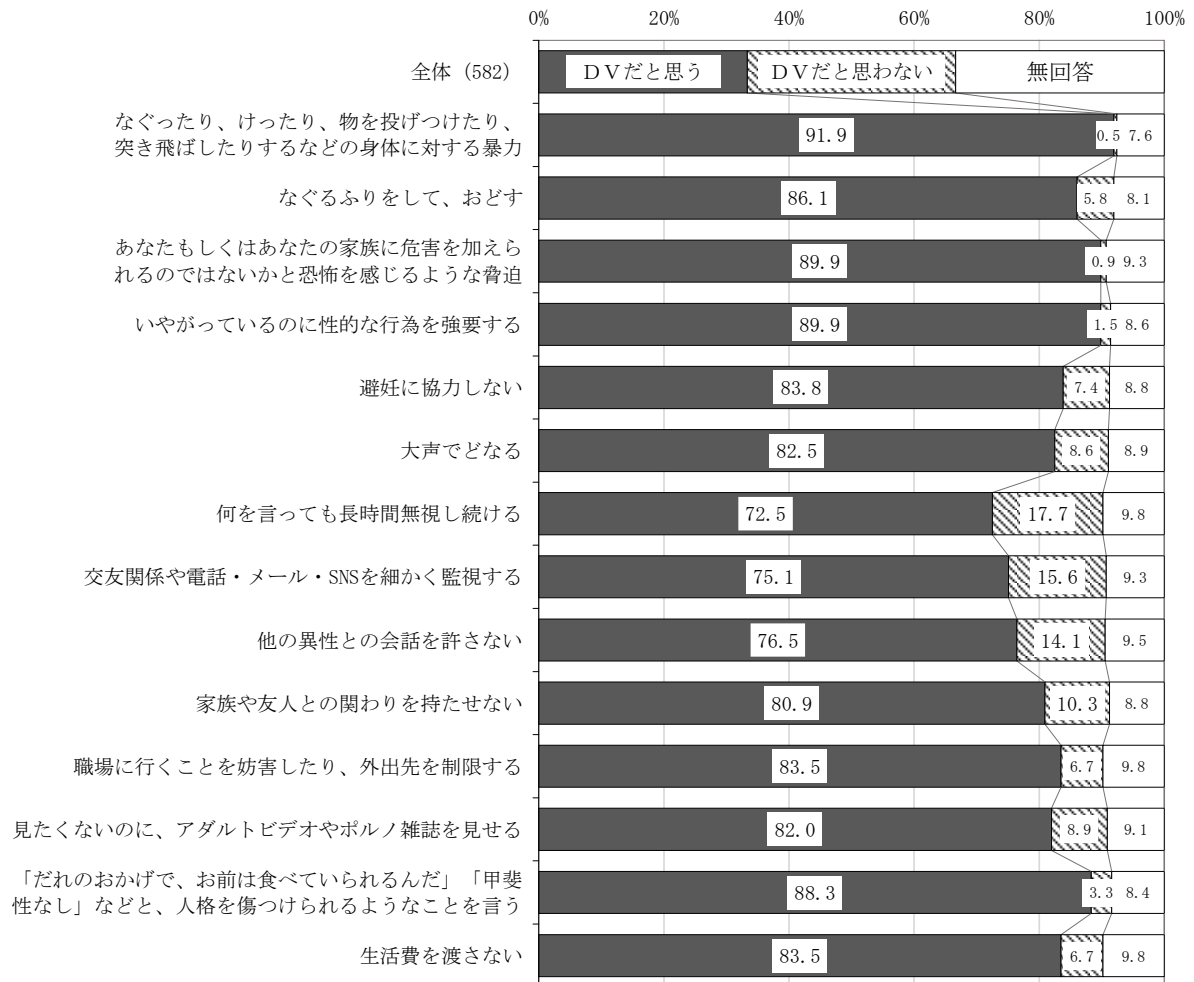 0% 20% 40% 60% 80% 100%
全体（582） DVだと思う DVだと思わない 無回答
なぐったり、けったり、物を投げつけたり、
突き飛ばしたりするなどの身体に対する暴力
91.9 0.5 7.6
なぐるふりをして、おどす 86.1 5.8 8.1
あなたもしくはあなたの家族に危害を加えら
れるのではないかと恐怖を感じるような脅迫
89.9 0.9 9.3
いやがっているのに性的な行為を強要する 89.9 1.5 8.6
避妊に協力しない 83.8 7.4 8.8
大声でどなる 82.5 8.6 8.9
何を言っても長時間無視し続ける 72.5 17.7 9.8
交友関係や電話・メール・SNSを細かく監視する 75.1 15.6 9.3
他の異性との会話を許さない 76.5 14.1 9.5
家族や友人との関わりを持たせない 80.9 10.3 8.8
職場に行くことを妨害したり、外出先を制限する 83.5 6.7 9.8
見たくないのに、アダルトビデオやポルノ雑誌を見せる 82.0 8.9 9.1
「だれのおかげで、お前は食べていられるんだ」「甲斐
性なし」などと、人格を傷つけられるようなことを言う
88.3 3.3 8.4
生活費を渡さない 83.5 6.7 9.8